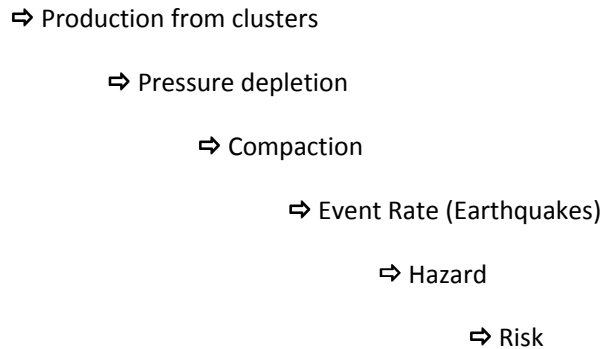 ⇨ Production from clusters
⇨ Pressure depletion
⇨ Compaction
⇨ Event Rate (Earthquakes)
⇨ Hazard
⇨ Risk